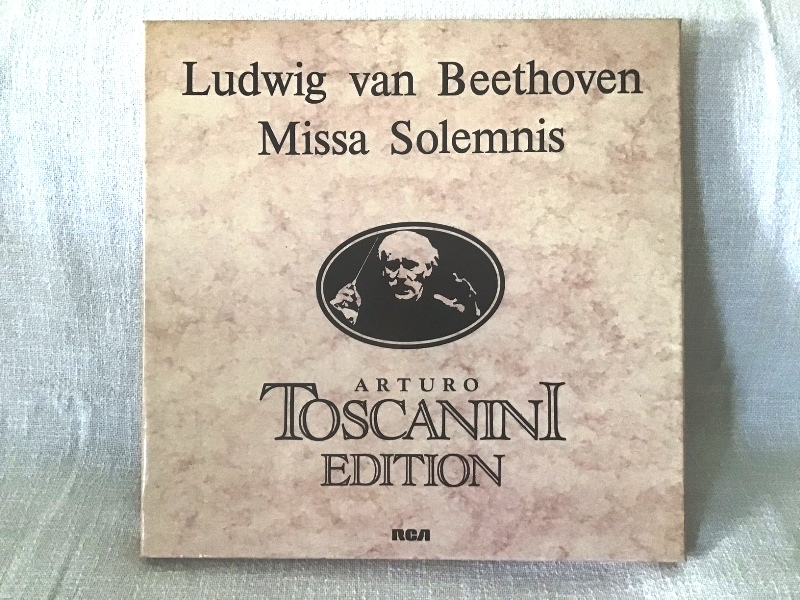 Ludwig van Beethoven
Missa Solemnis
ARTURO
TOSCANINI
EDITION
RCA